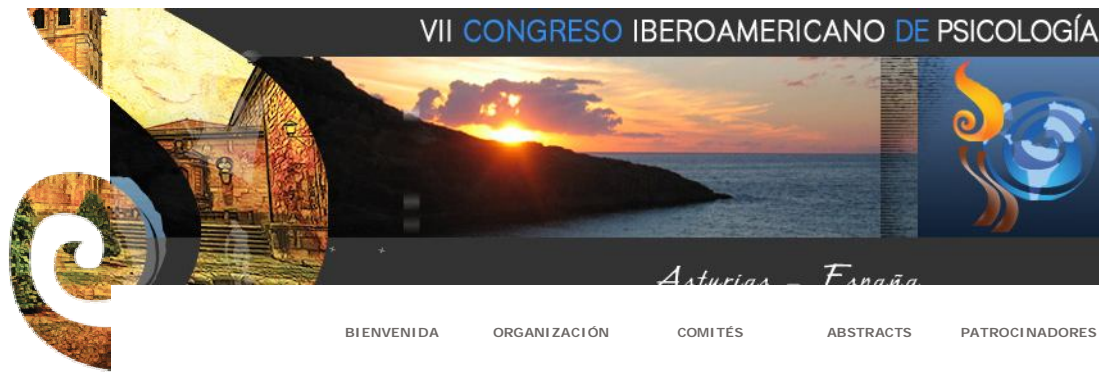 VII CONGRESO IBEROAMERICANO DE PSICOLOGÍA
Asturias – España
BIENVENIDA ORGANIZACIÓN COMITÉS ABSTRACTS PATROCINADORES